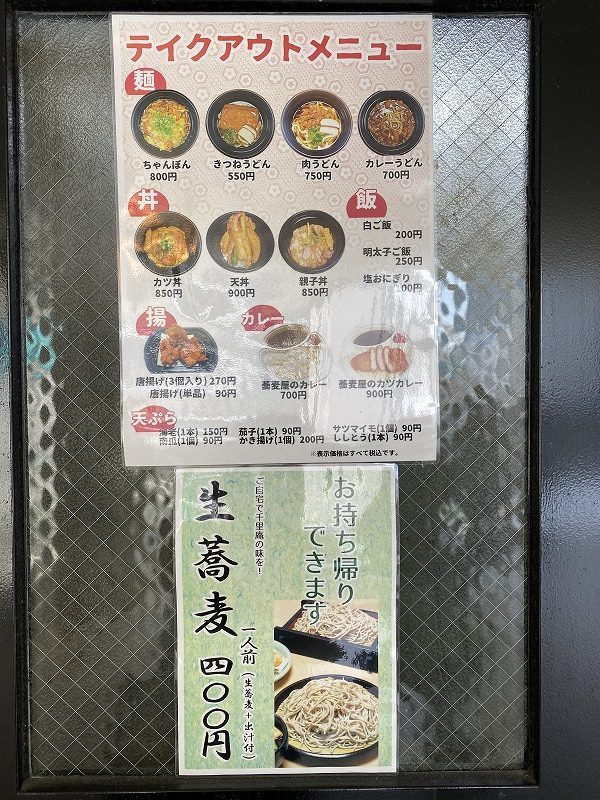 テイクアウトメニュー
麺
ちゃんぽん
800円
きつねうどん
550円
肉うどん
750円
カレーうどん
700円
丼
カツ丼
850円
天丼
900円
親子丼
850円
飯
白ご飯
200円
明太子ご飯
250円
塩おにぎり
00円
揚
唐揚げ(3個入り) 270円
唐揚げ(単品) 90円
カレー
蕎麦屋のカレー
700円
蕎麦屋のカツカレー
900円
天ぷら
海老(1本) 150円 茄子(1本) 90円 サツマイモ(1個) 90円
南瓜(1個) 90円 かき揚げ(1個) 200円 ししとう(1本) 90円
※表示価格はすべて税込です。
お持ち帰り
できます
ご自宅で千里庵の味を!
生蕎麦 四〇〇円
一人前(生蕎麦+出汁付)